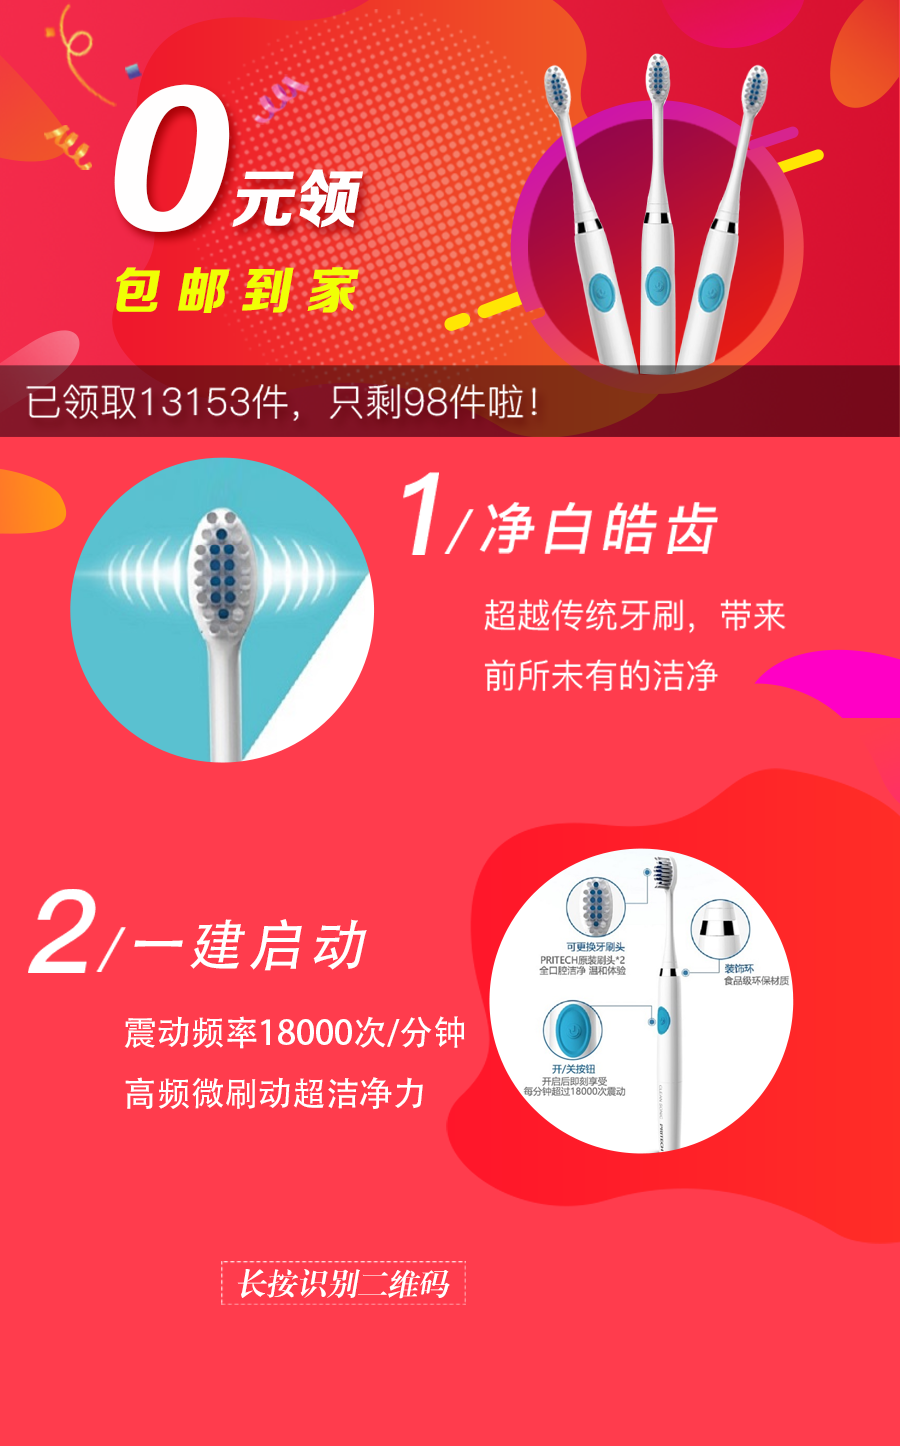 0元领
包邮到家
已领取13153件，只剩98件啦！
1/净白皓齿
超越传统牙刷，带来
前所未有的洁净
2/一建启动
震动频率18000次/分钟
高频微刷动超洁净力
可更换牙刷头
PRITECH原装刷头*2
全口腔洁净 温和体验
装饰环
食品级环保材质
开/关按钮
开启后即刻享受
每分钟超过18000次震动
PRITECH
长按识别二维码